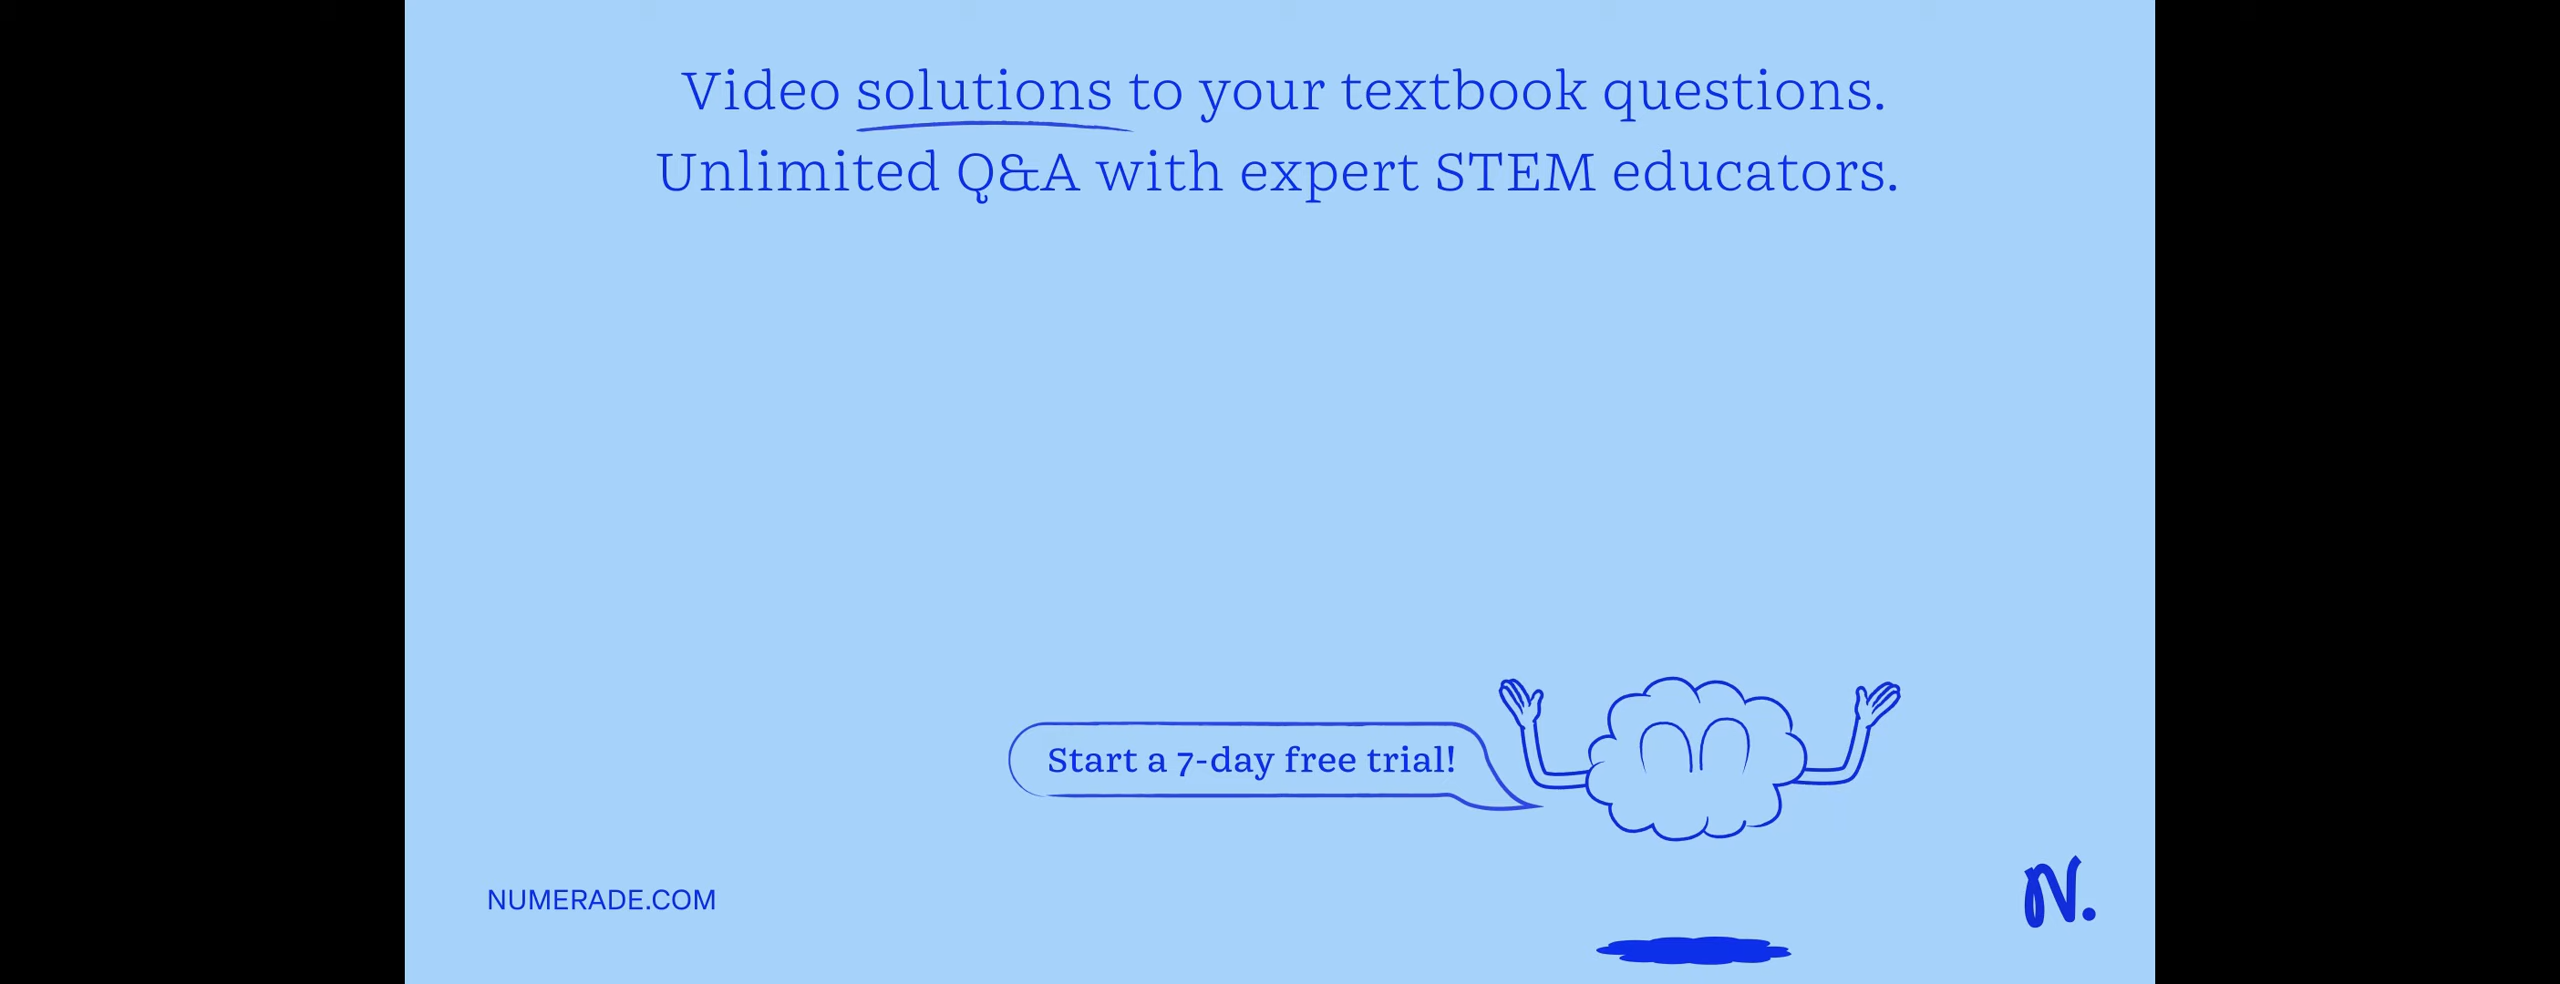 Video solutions to your textbook questions.
Unlimited Q&A with expert STEM educators.
Start a 7-day free trial!
NUMERADE.COM
N.